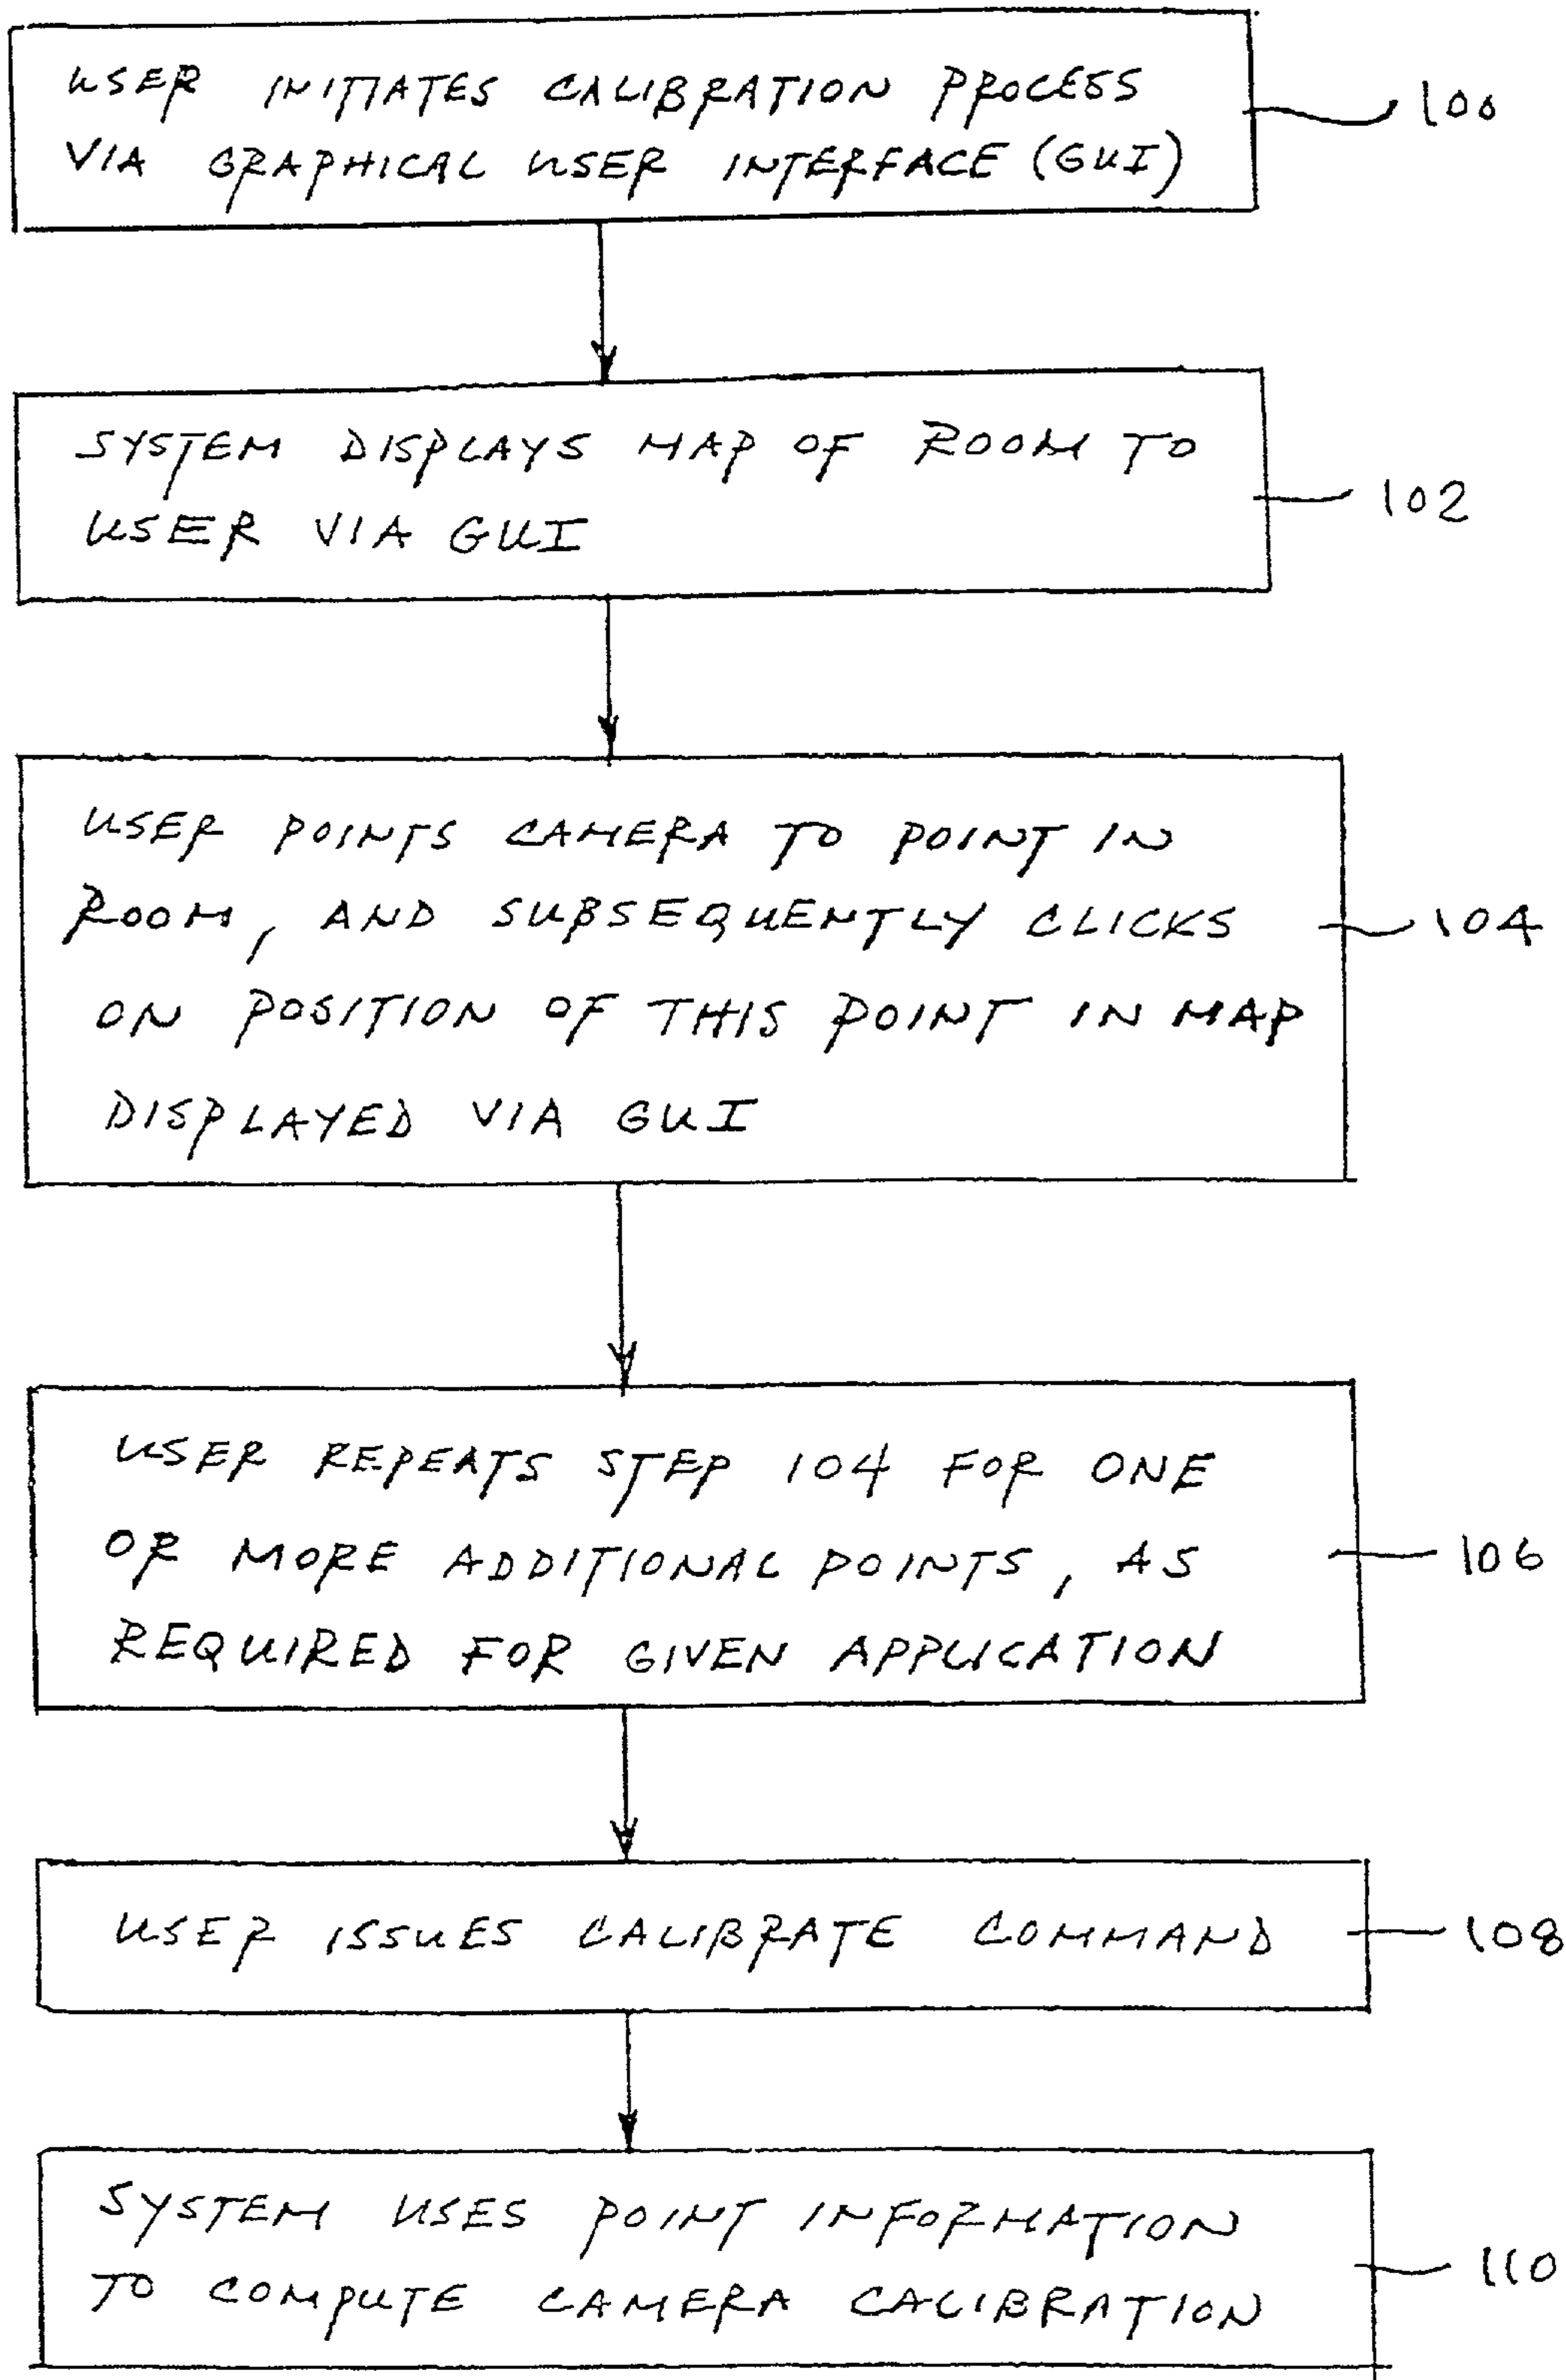 USER INITIATES CALIBRATION PROCESS
VIA GRAPHICAL USER INTERFACE (GUI)
100
SYSTEM DISPLAYS MAP OF ROOM TO
USER VIA GUI
102
USER POINTS CAMERA TO POINT IN
ROOM, AND SUBSEQUENTLY CLICKS
ON POSITION OF THIS POINT IN MAP
DISPLAYED VIA GUI
104
USER REPEATS STEP 104 FOR ONE
OR MORE ADDITIONAL POINTS, AS
REQUIRED FOR GIVEN APPLICATION
106
USER ISSUES CALIBRATE COMMAND
108
SYSTEM USES POINT INFORMATION
TO COMPUTE CAMERA CALIBRATION
110